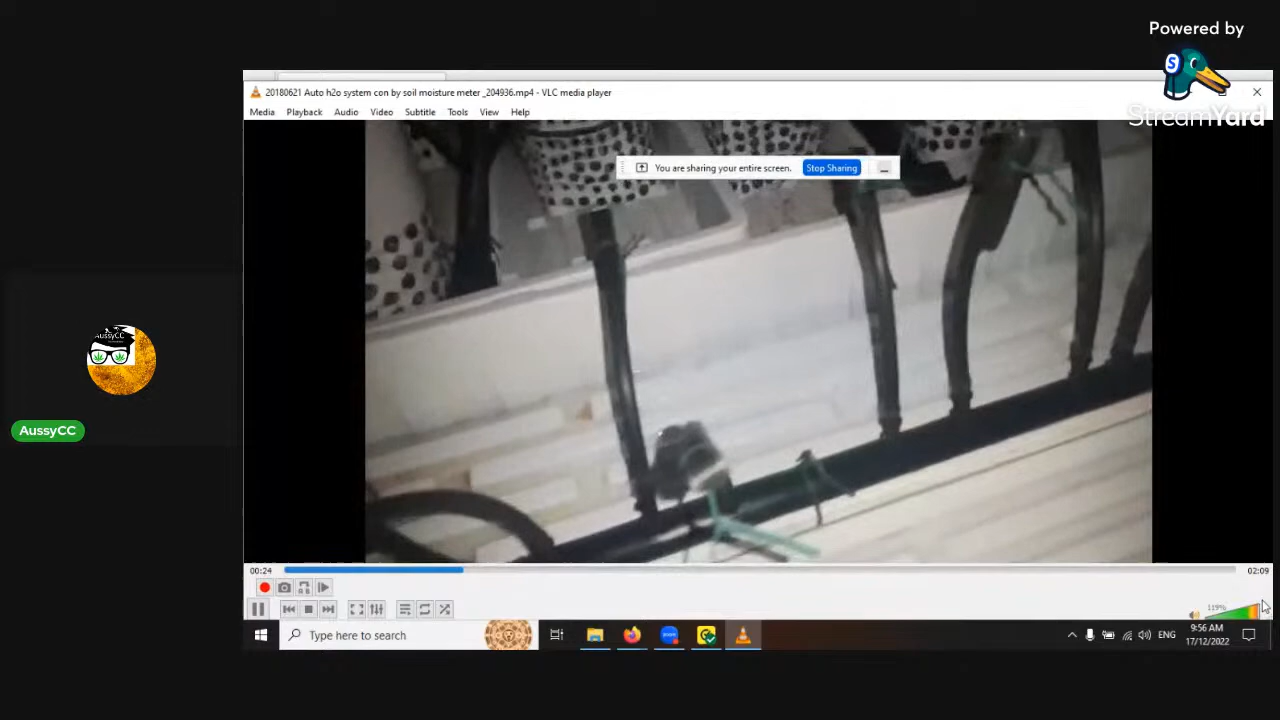 Powered by
S
StreamYard
20180621 Auto h2o system con by soil moisture meter _204936.mp4 - VLC media player
Media Playback Audio Video Subtitle Tools View Help
You are sharing your entire screen. Stop Sharing
AussyCC
AussyCC
00:24 02:09
119%
Type here to search
ENG
9:56 AM
17/12/2022